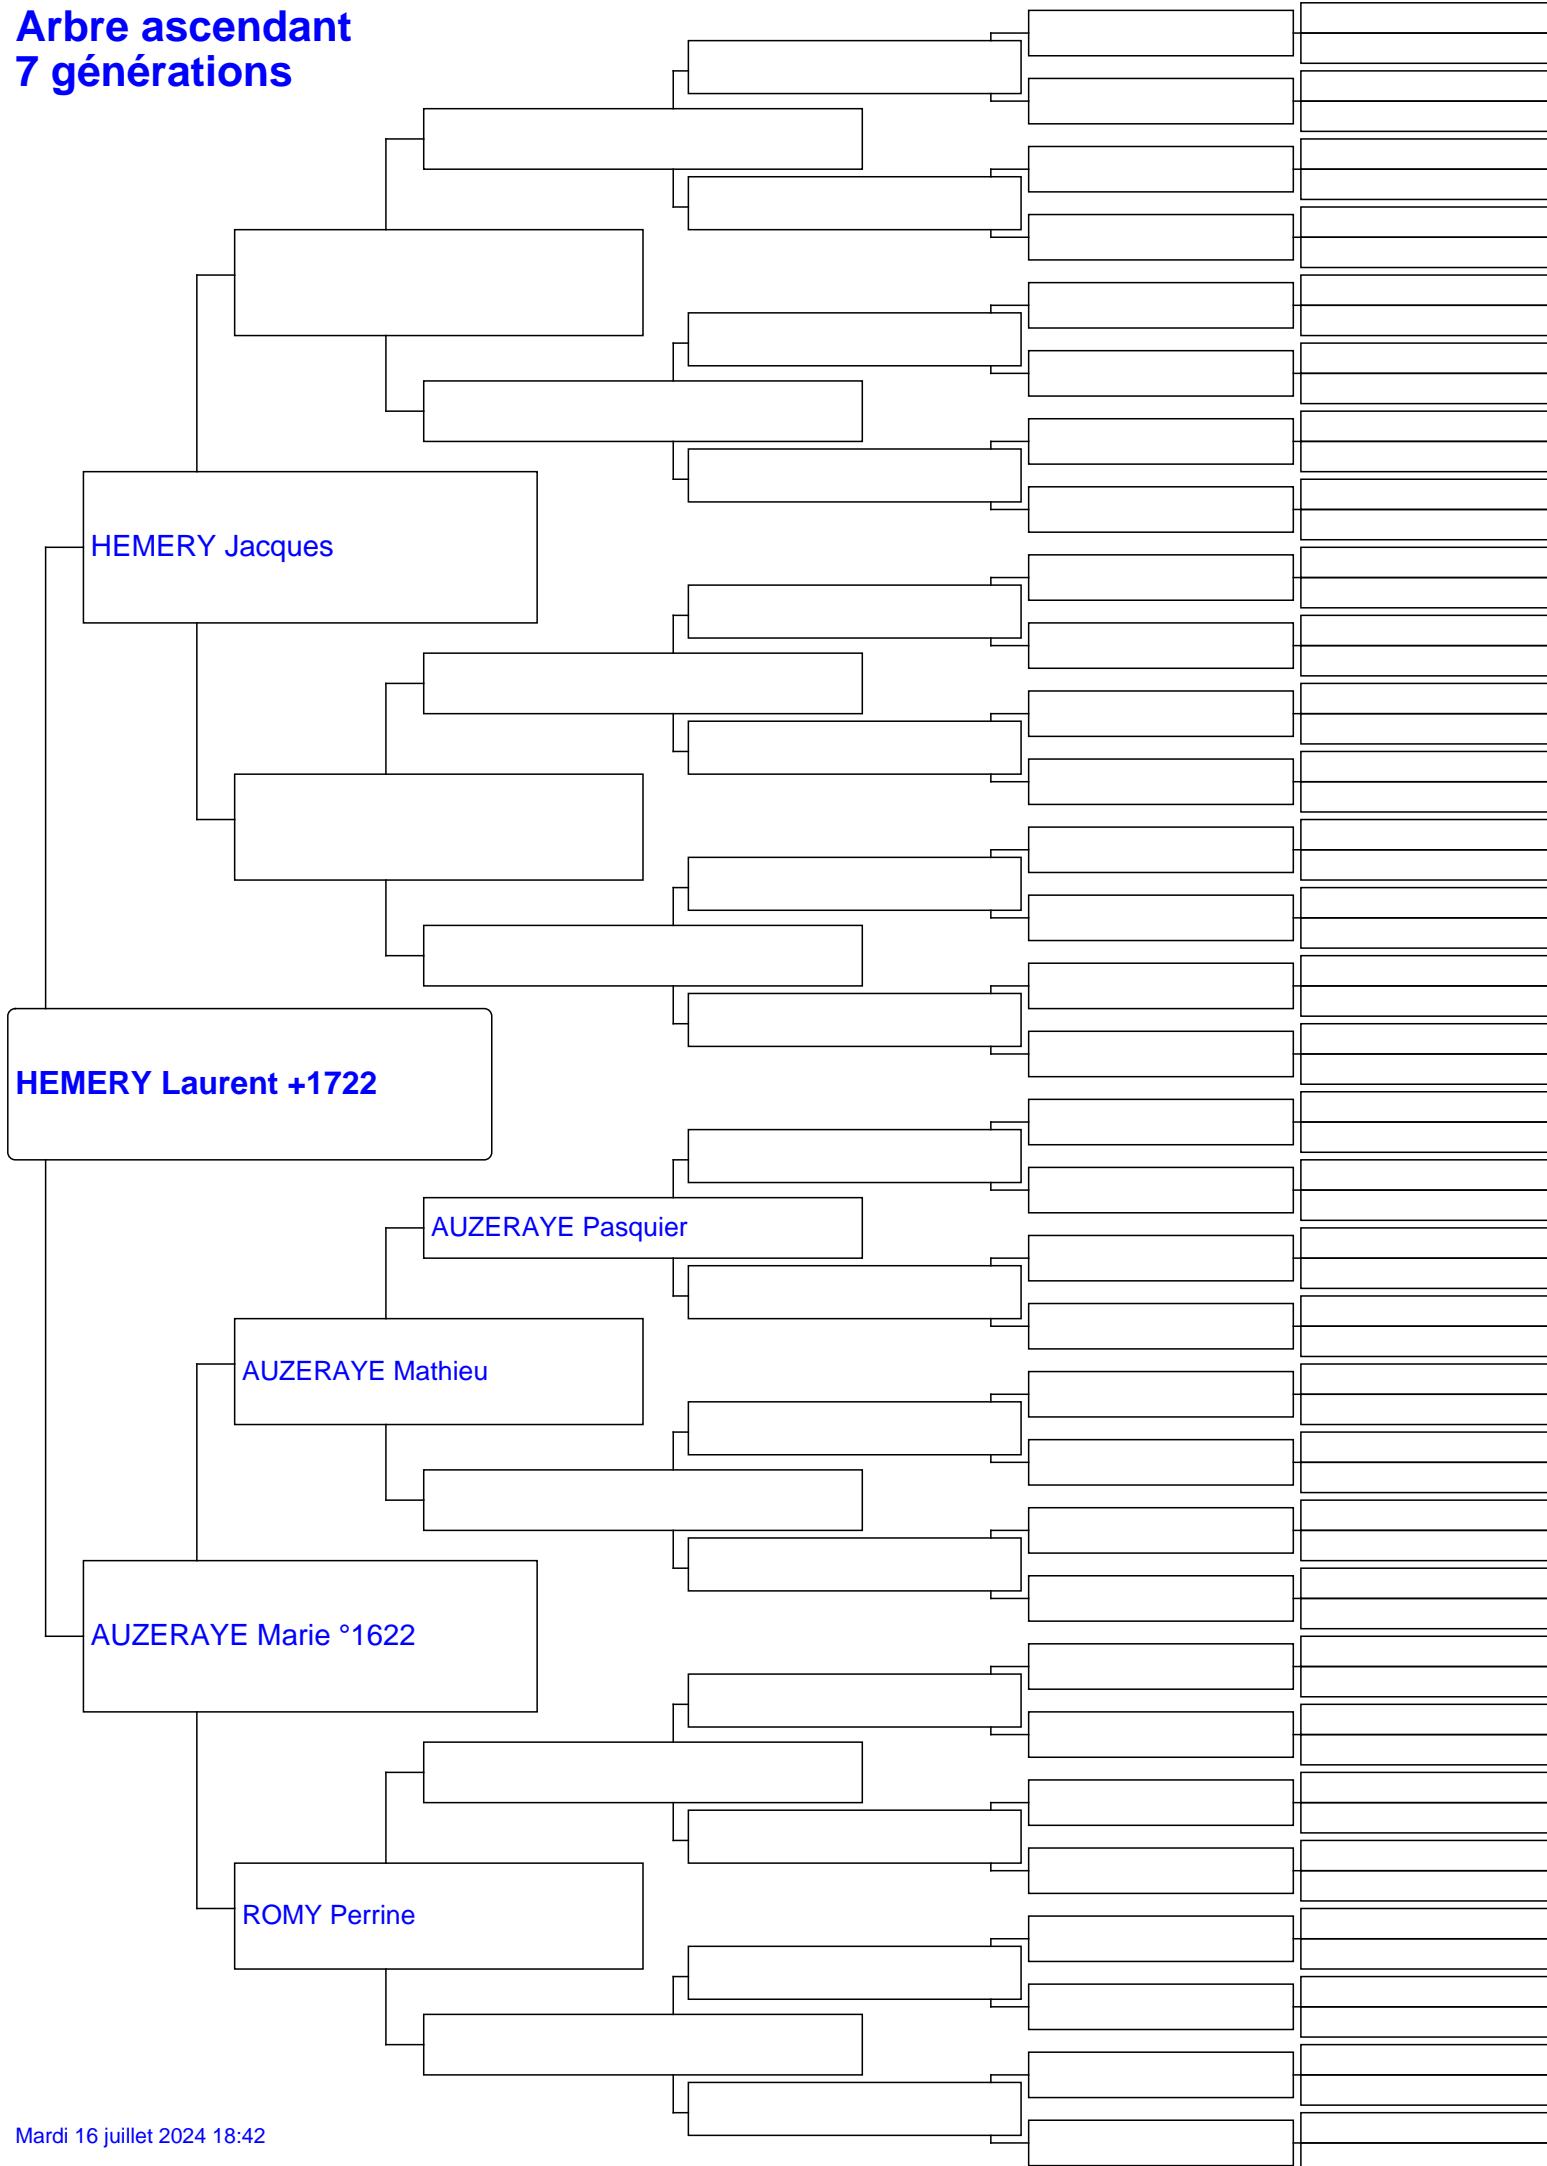 Arbre ascendant
7 générations
HEMERY Jacques
HEMERY Laurent +1722
AUZERAYE Pasquier
AUZERAYE Mathieu
AUZERAYE Marie °1622
ROMY Perrine
Mardi 16 juillet 2024 18:42